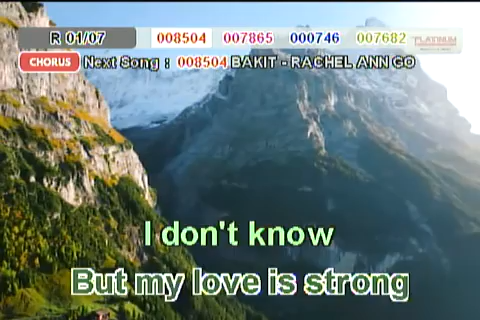 R 01/07 008504 007865 000746 007682 PLATINUM
CHORUS Next Song : 008504 BAKIT - RACHEL ANN GO
I don't know
But my love is strong